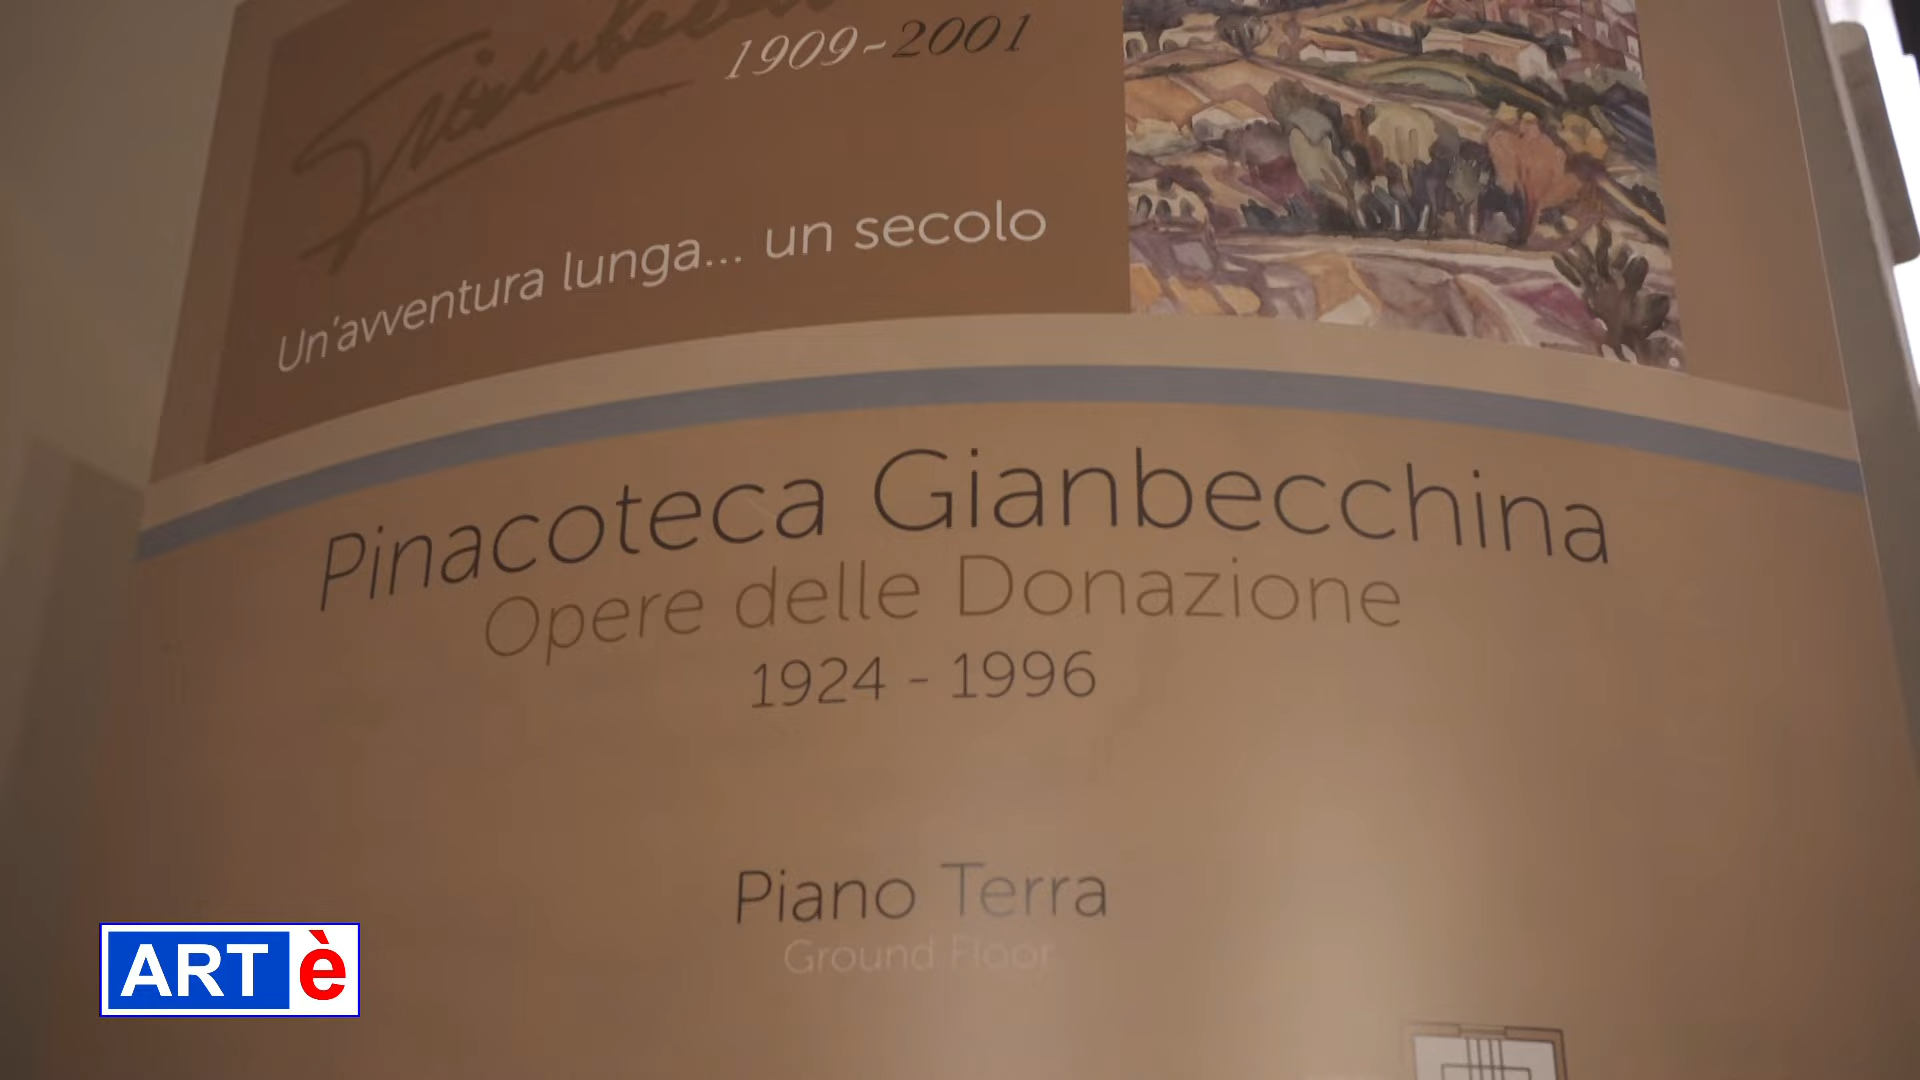 1909~2001
Un'avventura lunga... un secolo
Pinacoteca Gianbecchina
Opere delle Donazione
1924 - 1996
Piano Terra
Ground Floor
ART è